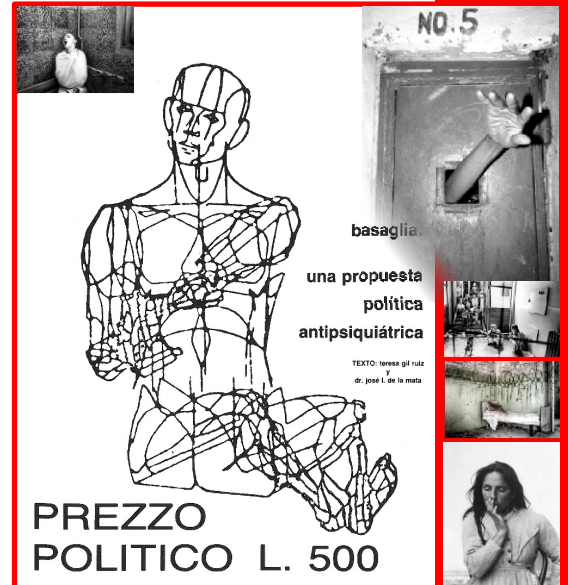 NO. 5
basaglia:
una propuesta
política
antipsiquiátrica
TEXTO: teresa gil ruiz
y
dr. josé l. de la mata
PREZZO
POLITICO L. 500